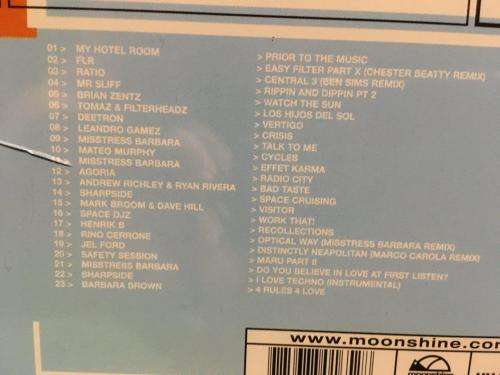 01 > MY HOTEL ROOM
02 > FLR
03 > RATIO
04 > MR SLIFF
05 > BRIAN ZENTZ
06 > TOMAZ & FILTERHEADZ
07 > DEETRON
08 > LEANDRO GAMEZ
09 > MISSTRESS BARBARA
10 > MATEO MURPHY
11 > MISSTRESS BARBARA
12 > AGORIA
13 > ANDREW RICHLEY & RYAN RIVERA
14 > SHARPSIDE
15 > MARK BROOM & DAVE HILL
16 > SPACE DJZ
17 > HENRIK B
18 > RINO CERRONE
19 > JEL FORD
20 > SAFETY SESSION
21 > MISSTRESS BARBARA
22 > SHARPSIDE
23 > BARBARA BROWN
> PRIOR TO THE MUSIC
> EASY FILTER PART X (CHESTER BEATTY REMIX)
> CENTRAL 3 (BEN SIMS REMIX)
> RIPPIN AND DIPPIN PT 2
> WATCH THE SUN
> LOS HIJOS DEL SOL
> VERTIGO
> CRISIS
> TALK TO ME
> CYCLES
> EFFET KARMA
> RADIO CITY
> BAD TASTE
> SPACE CRUISING
> VISITOR
> WORK THAT!
> RECOLLECTIONS
> OPTICAL WAY (MISSTRESS BARBARA REMIX)
> DISTINCTLY NEAPOLITAN (MARCO CAROLA REMIX)
> MARU PART II
> DO YOU BELIEVE IN LOVE AT FIRST LISTEN?
> I LOVE TECHNO (INSTRUMENTAL)
> 4 RULES 4 LOVE
www.moonshine.com